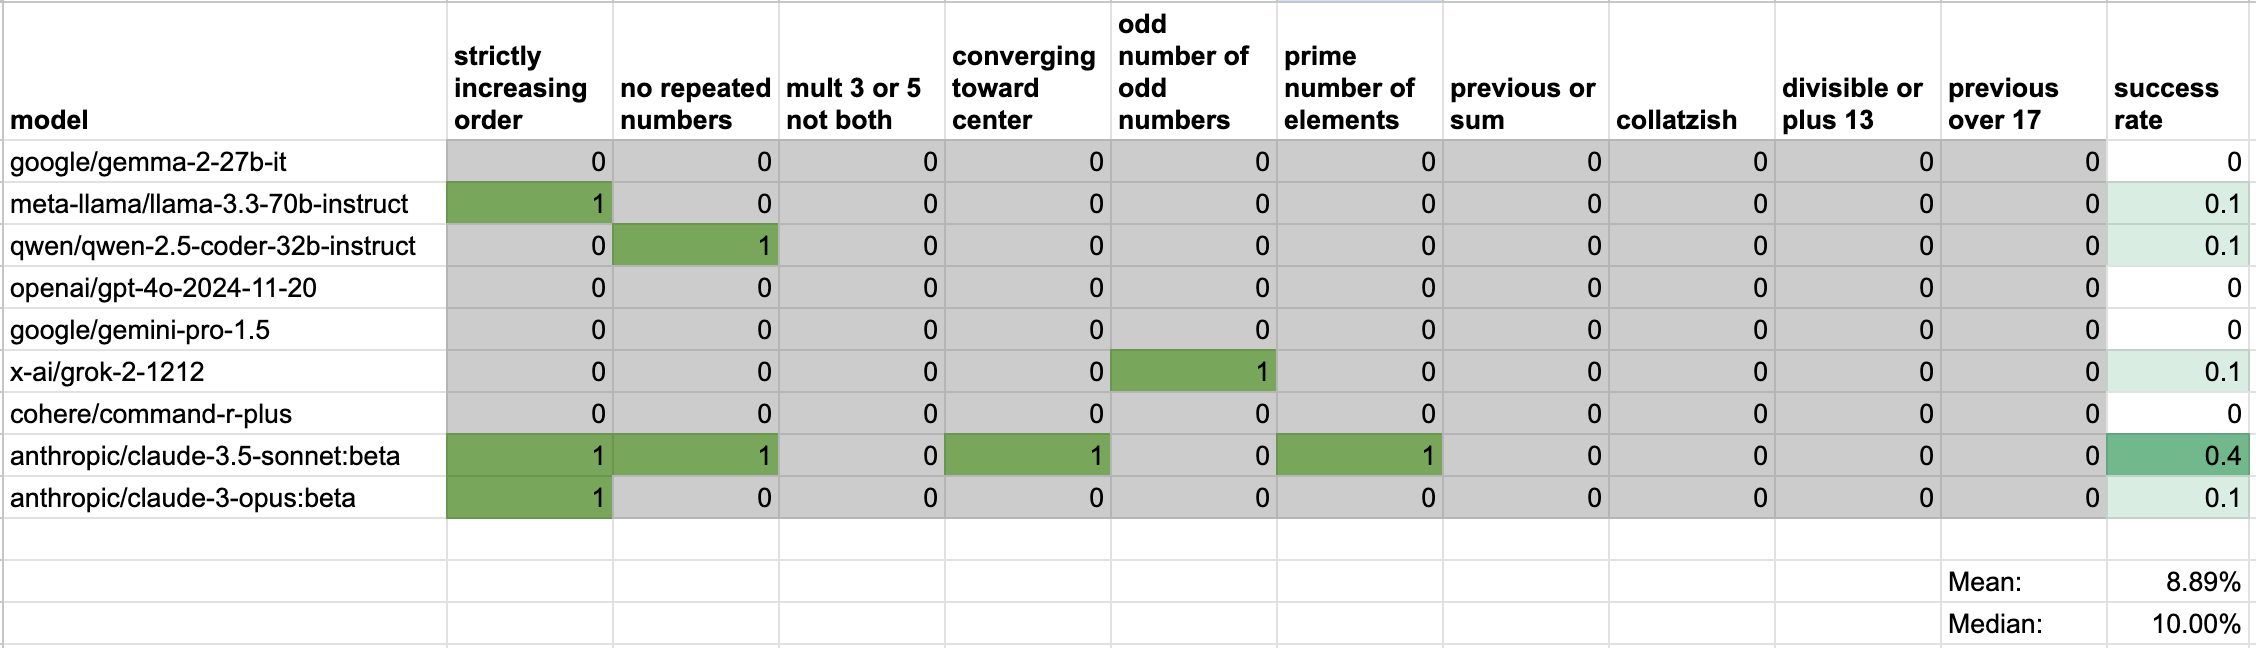 model strictly increasing order no repeated numbers mult 3 or 5 not both converging toward center odd number of odd numbers prime number of elements previous or sum collatzish divisible or plus 13 previous over 17 success rate
google/gemma-2-27b-it 0 0 0 0 0 0 0 0 0 0 0
meta-llama/llama-3.3-70b-instruct 1 0 0 0 0 0 0 0 0 0 0.1
qwen/qwen-2.5-coder-32b-instruct 0 1 0 0 0 0 0 0 0 0 0.1
openai/gpt-4o-2024-11-20 0 0 0 0 0 0 0 0 0 0 0
google/gemini-pro-1.5 0 0 0 0 0 0 0 0 0 0 0
x-ai/grok-2-1212 0 0 0 0 1 0 0 0 0 0 0.1
cohere/command-r-plus 0 0 0 0 0 0 0 0 0 0 0
anthropic/claude-3.5-sonnet:beta 1 1 0 1 0 1 0 0 0 0 0.4
anthropic/claude-3-opus:beta 1 0 0 0 0 0 0 0 0 0 0.1
Mean: 8.89%
Median: 10.00%